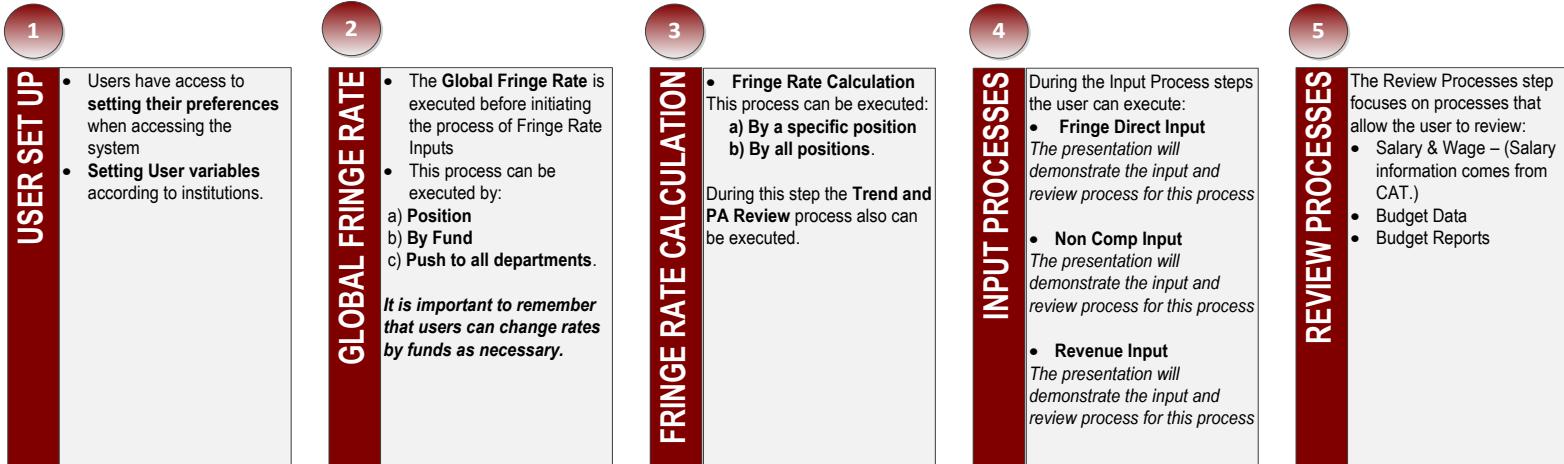 1
USER SET UP
• Users have access to
setting their preferences
when accessing the
system
• Setting User variables
according to institutions.
2
GLOBAL FRINGE RATE
• The Global Fringe Rate is
executed before initiating
the process of Fringe Rate
Inputs
• This process can be
executed by:
a) Position
b) By Fund
c) Push to all departments.
It is important to remember
that users can change rates
by funds as necessary.
3
FRINGE RATE CALCULATION
• Fringe Rate Calculation
This process can be executed:
a) By a specific position
b) By all positions.
During this step the Trend and
PA Review process also can
be executed.
4
INPUT PROCESSES
During the Input Process steps
the user can execute:
• Fringe Direct Input
The presentation will
demonstrate the input and
review process for this process
• Non Comp Input
The presentation will
demonstrate the input and
review process for this process
• Revenue Input
The presentation will
demonstrate the input and
review process for this process
5
REVIEW PROCESSES
The Review Processes step
focuses on processes that
allow the user to review:
• Salary & Wage – (Salary
information comes from
CAT.)
• Budget Data
• Budget Reports